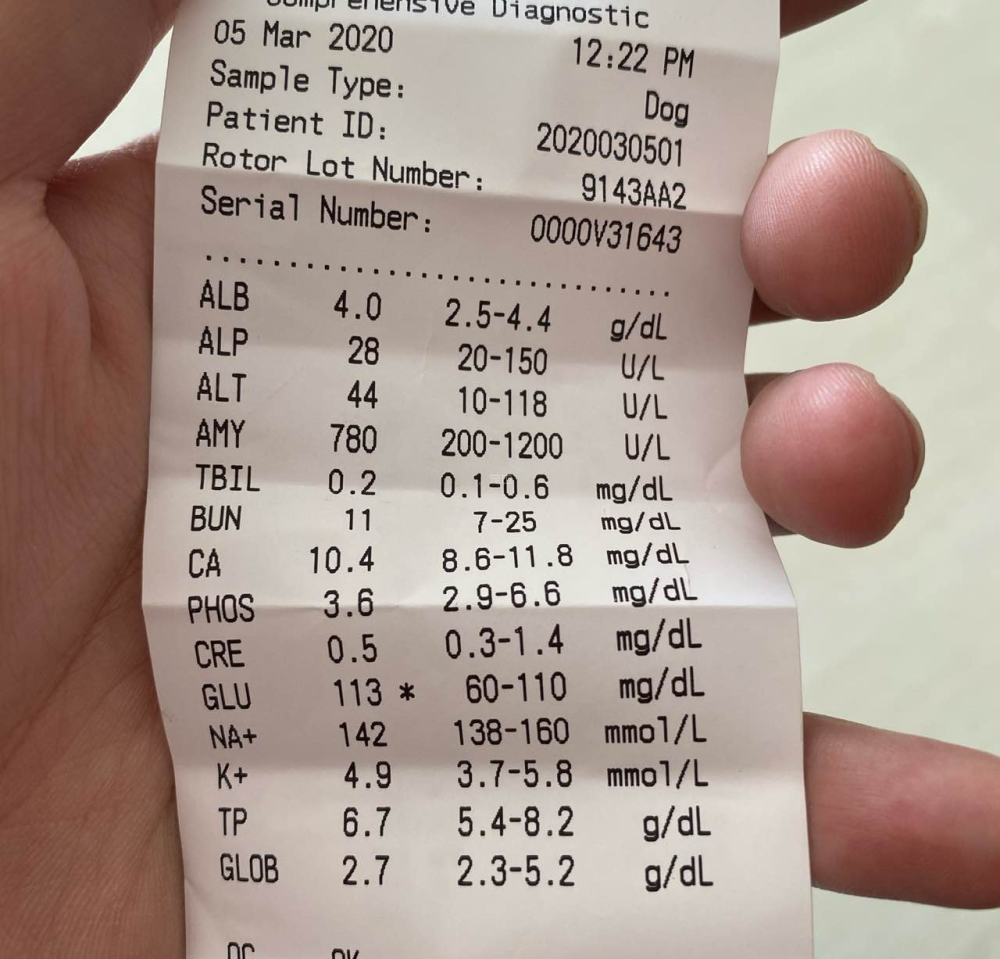 Comprehensive Diagnostic
05 Mar 2020 12:22 PM
Sample Type: Dog
Patient ID: 2020030501
Rotor Lot Number: 9143AA2
Serial Number: 0000V31643
ALB 4.0 2.5-4.4 g/dL
ALP 28 20-150 U/L
ALT 44 10-118 U/L
AMY 780 200-1200 U/L
TBIL 0.2 0.1-0.6 mg/dL
BUN 11 7-25 mg/dL
CA 10.4 8.6-11.8 mg/dL
PHOS 3.6 2.9-6.6 mg/dL
CRE 0.5 0.3-1.4 mg/dL
GLU 113 * 60-110 mg/dL
NA+ 142 138-160 mmol/L
K+ 4.9 3.7-5.8 mmol/L
TP 6.7 5.4-8.2 g/dL
GLOB 2.7 2.3-5.2 g/dL